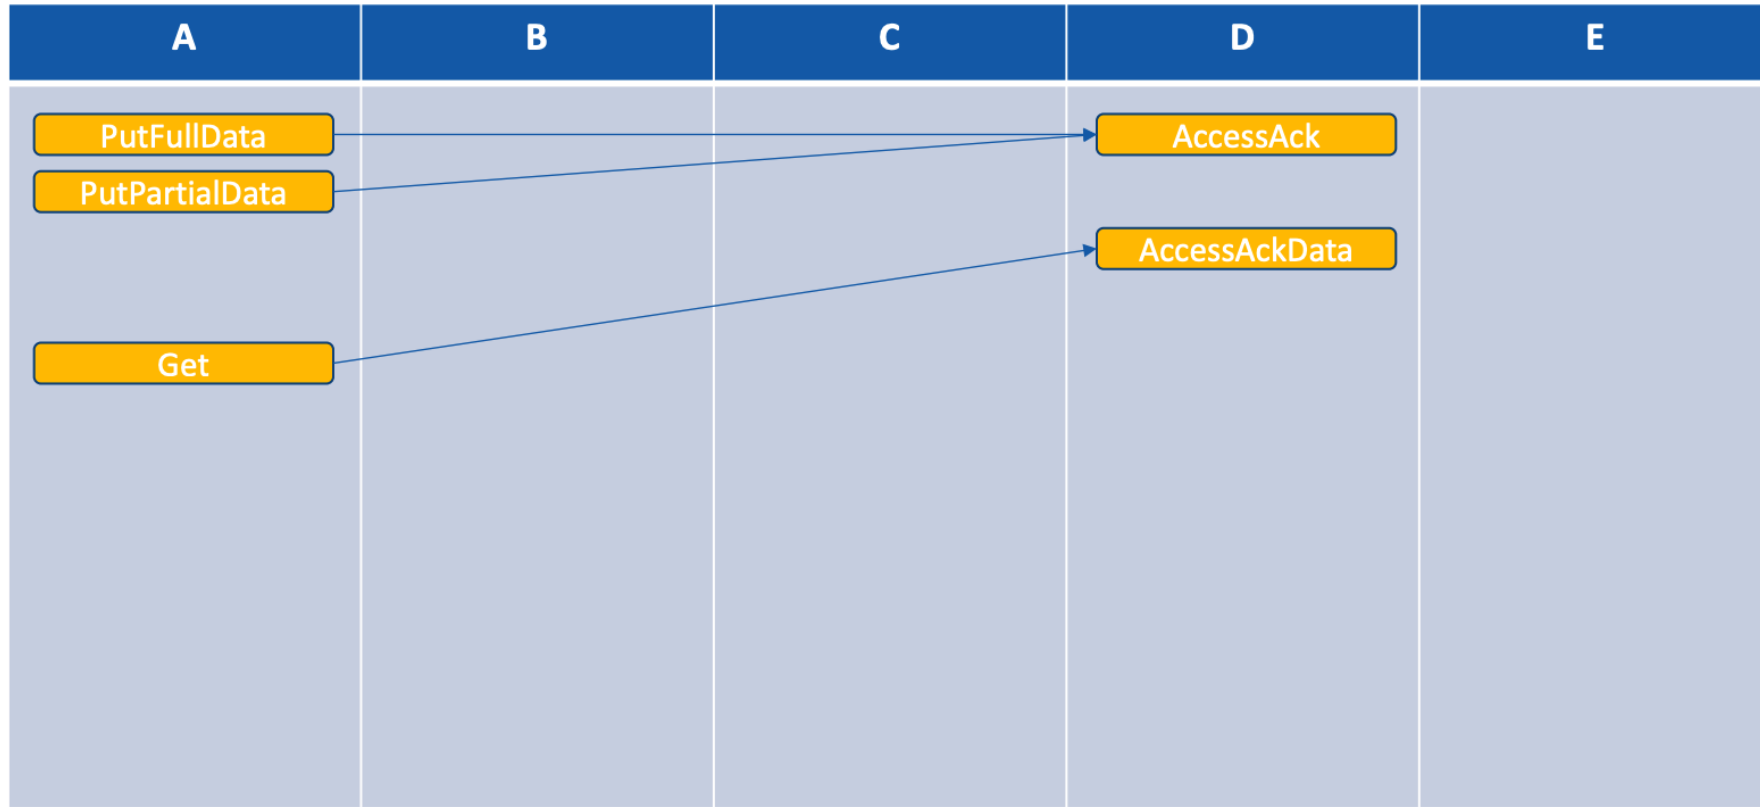 A B C D E
PutFullData AccessAck
PutPartialData
AccessAckData
Get